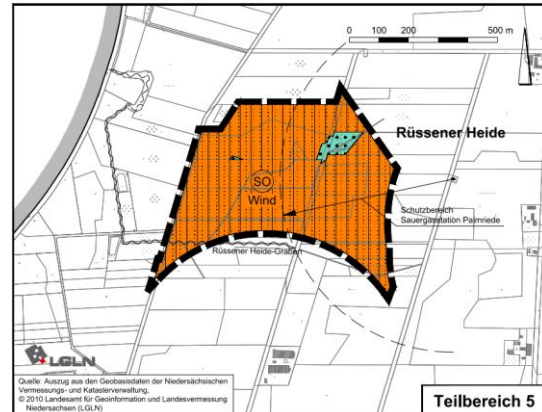 0 100 200 500 m
Rüssener Heide
SO
Wind
Schutzbereich
Sauergasstation Palmriede
Rüssener Heide-Graben
LGLN
Quelle: Auszug aus den Geobasisdaten der Niedersächsischen
Vermessungs- und Katasterverwaltung,
© 2010 Landesamt für Geoinformation und Landesvermessung
Niedersachsen (LGLN)
Teilbereich 5